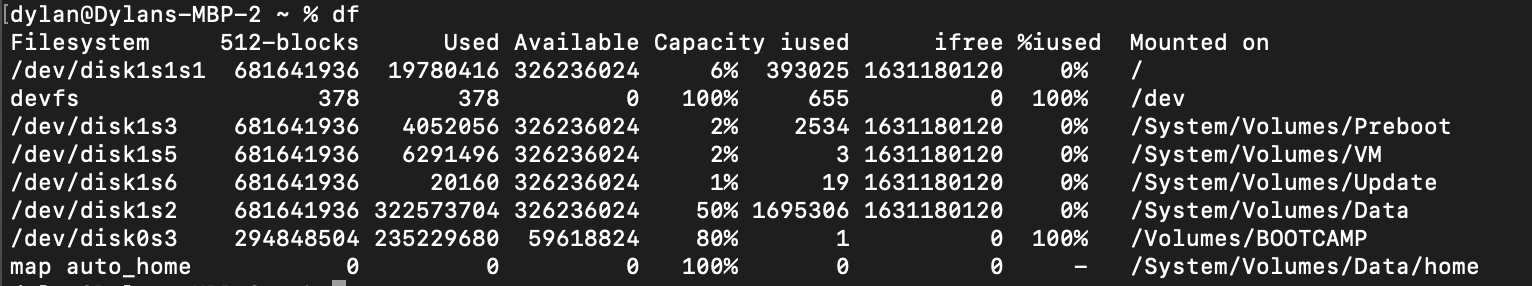 [dylan@Dylans-MBP-2 ~ % df
Filesystem     512-blocks      Used Available Capacity iused      ifree %iused  Mounted on
/dev/disk1s1s1  681641936  19780416 326236024     6%  393025 1631180120    0%   /
devfs                 378       378         0   100%     655          0  100%   /dev
/dev/disk1s3    681641936   4052056 326236024     2%    2534 1631180120    0%   /System/Volumes/Preboot
/dev/disk1s5    681641936   6291496 326236024     2%       3 1631180120    0%   /System/Volumes/VM
/dev/disk1s6    681641936     20160 326236024     1%      19 1631180120    0%   /System/Volumes/Update
/dev/disk1s2    681641936 322573704 326236024    50% 1695306 1631180120    0%   /System/Volumes/Data
/dev/disk0s3    294848504 235229680  59618824    80%       1          0  100%   /Volumes/BOOTCAMP
map auto_home           0         0         0   100%       0          0     -   /System/Volumes/Data/home